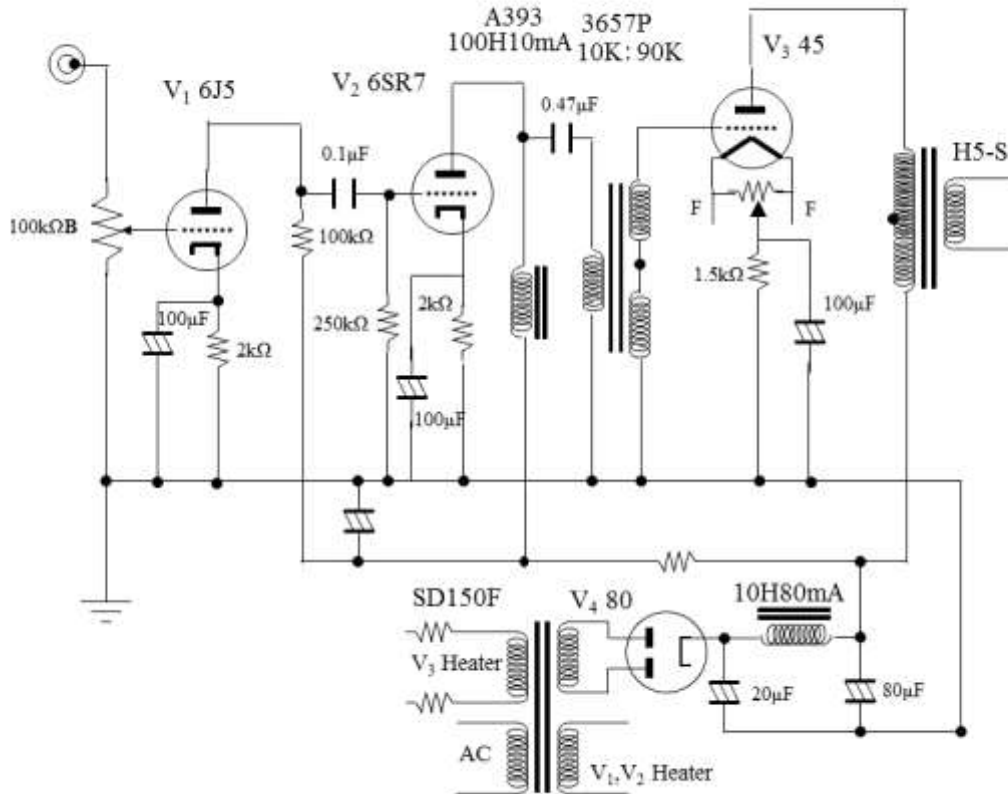 A393
100H10mA
3657P
10K:90K
V₃ 45
V₁ 6J5
V₂ 6SR7
0.47μF
H5-S
0.1μF
100kΩB
F
F
100kΩ
1.5kΩ
100μF
2kΩ
250kΩ
2kΩ
100μF
100μF
SD150F
V₄ 80
10H80mA
V₃ Heater
20μF
80μF
AC
V₁,V₂ Heater